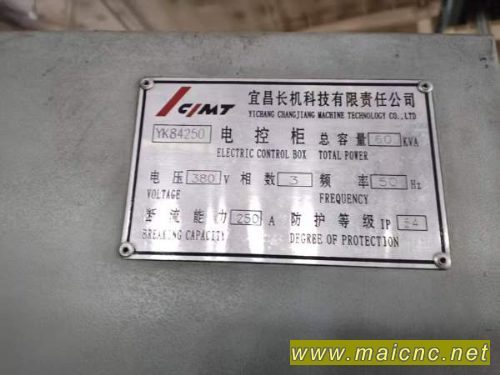 CJMT 宜昌长机科技有限责任公司
YICHANG CHANGJIANG MACHINE TECHNOLOGY CO.,LTD
YK84250 电控柜 总容量 60 KVA
ELECTRIC CONTROL BOX TOTAL POWER
电压 380 V 相数 3 频率 50 Hz
VOLTAGE FREQUENCY
断流能力 250 A 防护等级 IP 54
BREAKING CAPACITY DEGREE OF PROTECTION
www.maicnc.net